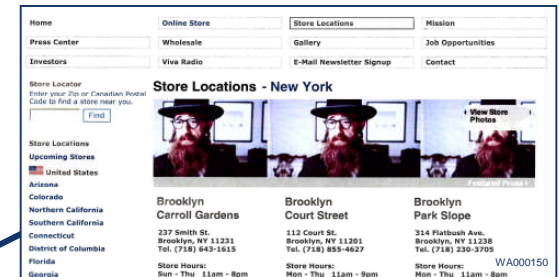 Home
Online Store
Store Locations
Mission
Press Center
Wholesale
Gallery
Job Opportunities
Investors
Viva Radio
E-Mail Newsletter Signup
Contact
Store Locator
Enter your Zip or Canadian Postal
Code to find a store near you.
Find
Store Locations
Upcoming Stores
United States
Arizona
Colorado
Northern California
Southern California
Connecticut
District of Columbia
Florida
Georgia
Store Locations - New York
View Store
Photos
Featured Press
Brooklyn
Carroll Gardens
237 Smith St.
Brooklyn, NY 11231
Tel. (718) 643-1615
Store Hours:
Sun - Thu 11am - 8pm
Brooklyn
Court Street
112 Court St.
Brooklyn, NY 11201
Tel. (718) 855-4627
Store Hours:
Mon - Thu 11am - 9pm
Brooklyn
Park Slope
314 Flatbush Ave.
Brooklyn, NY 11238
Tel. (718) 230-3705
Store Hours:
Mon - Thu 11am - 8pm
WA000150